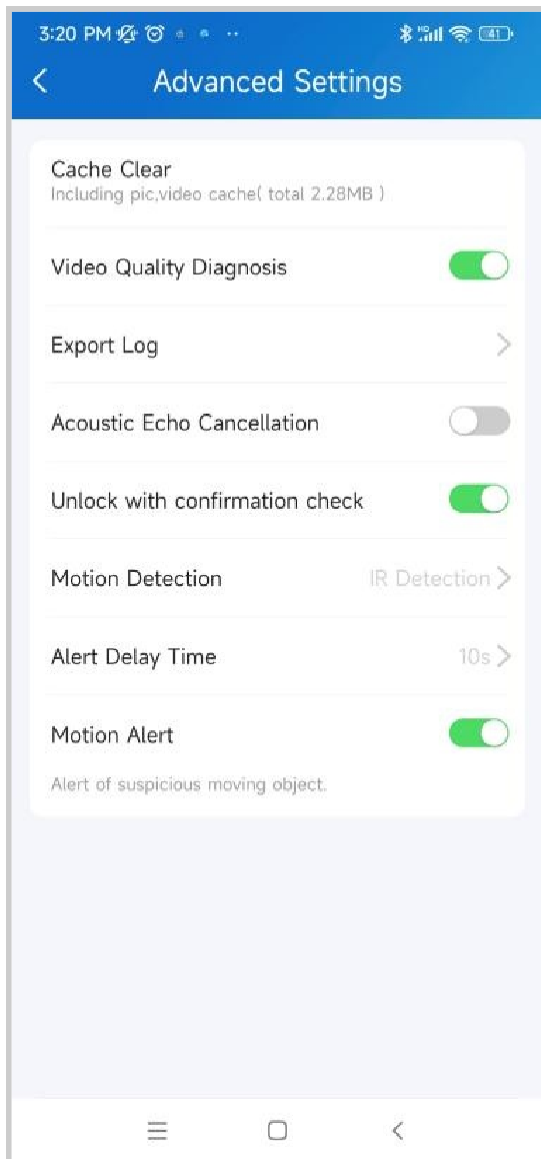 3:20 PM
41
Advanced Settings
Cache Clear
Including pic,video cache( total 2.28MB )
Video Quality Diagnosis
Export Log
Acoustic Echo Cancellation
Unlock with confirmation check
Motion Detection IR Detection
Alert Delay Time 10s
Motion Alert
Alert of suspicious moving object.